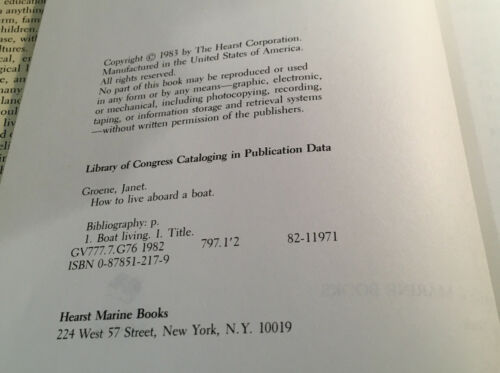 Copyright © 1983 by The Hearst Corporation.
Manufactured in the United States of America.
All rights reserved.
No part of this book may be reproduced or used
in any form or by any means—graphic, electronic,
or mechanical, including photocopying, recording,
taping, or information storage and retrieval systems
—without written permission of the publishers.
Library of Congress Cataloging in Publication Data
Groene, Janet.
How to live aboard a boat.
Bibliography: p.
1. Boat living. I. Title.
GV777.7.G76 1982 797.1'2 82-11971
ISBN 0-87851-217-9
Hearst Marine Books
224 West 57 Street, New York, N.Y. 10019